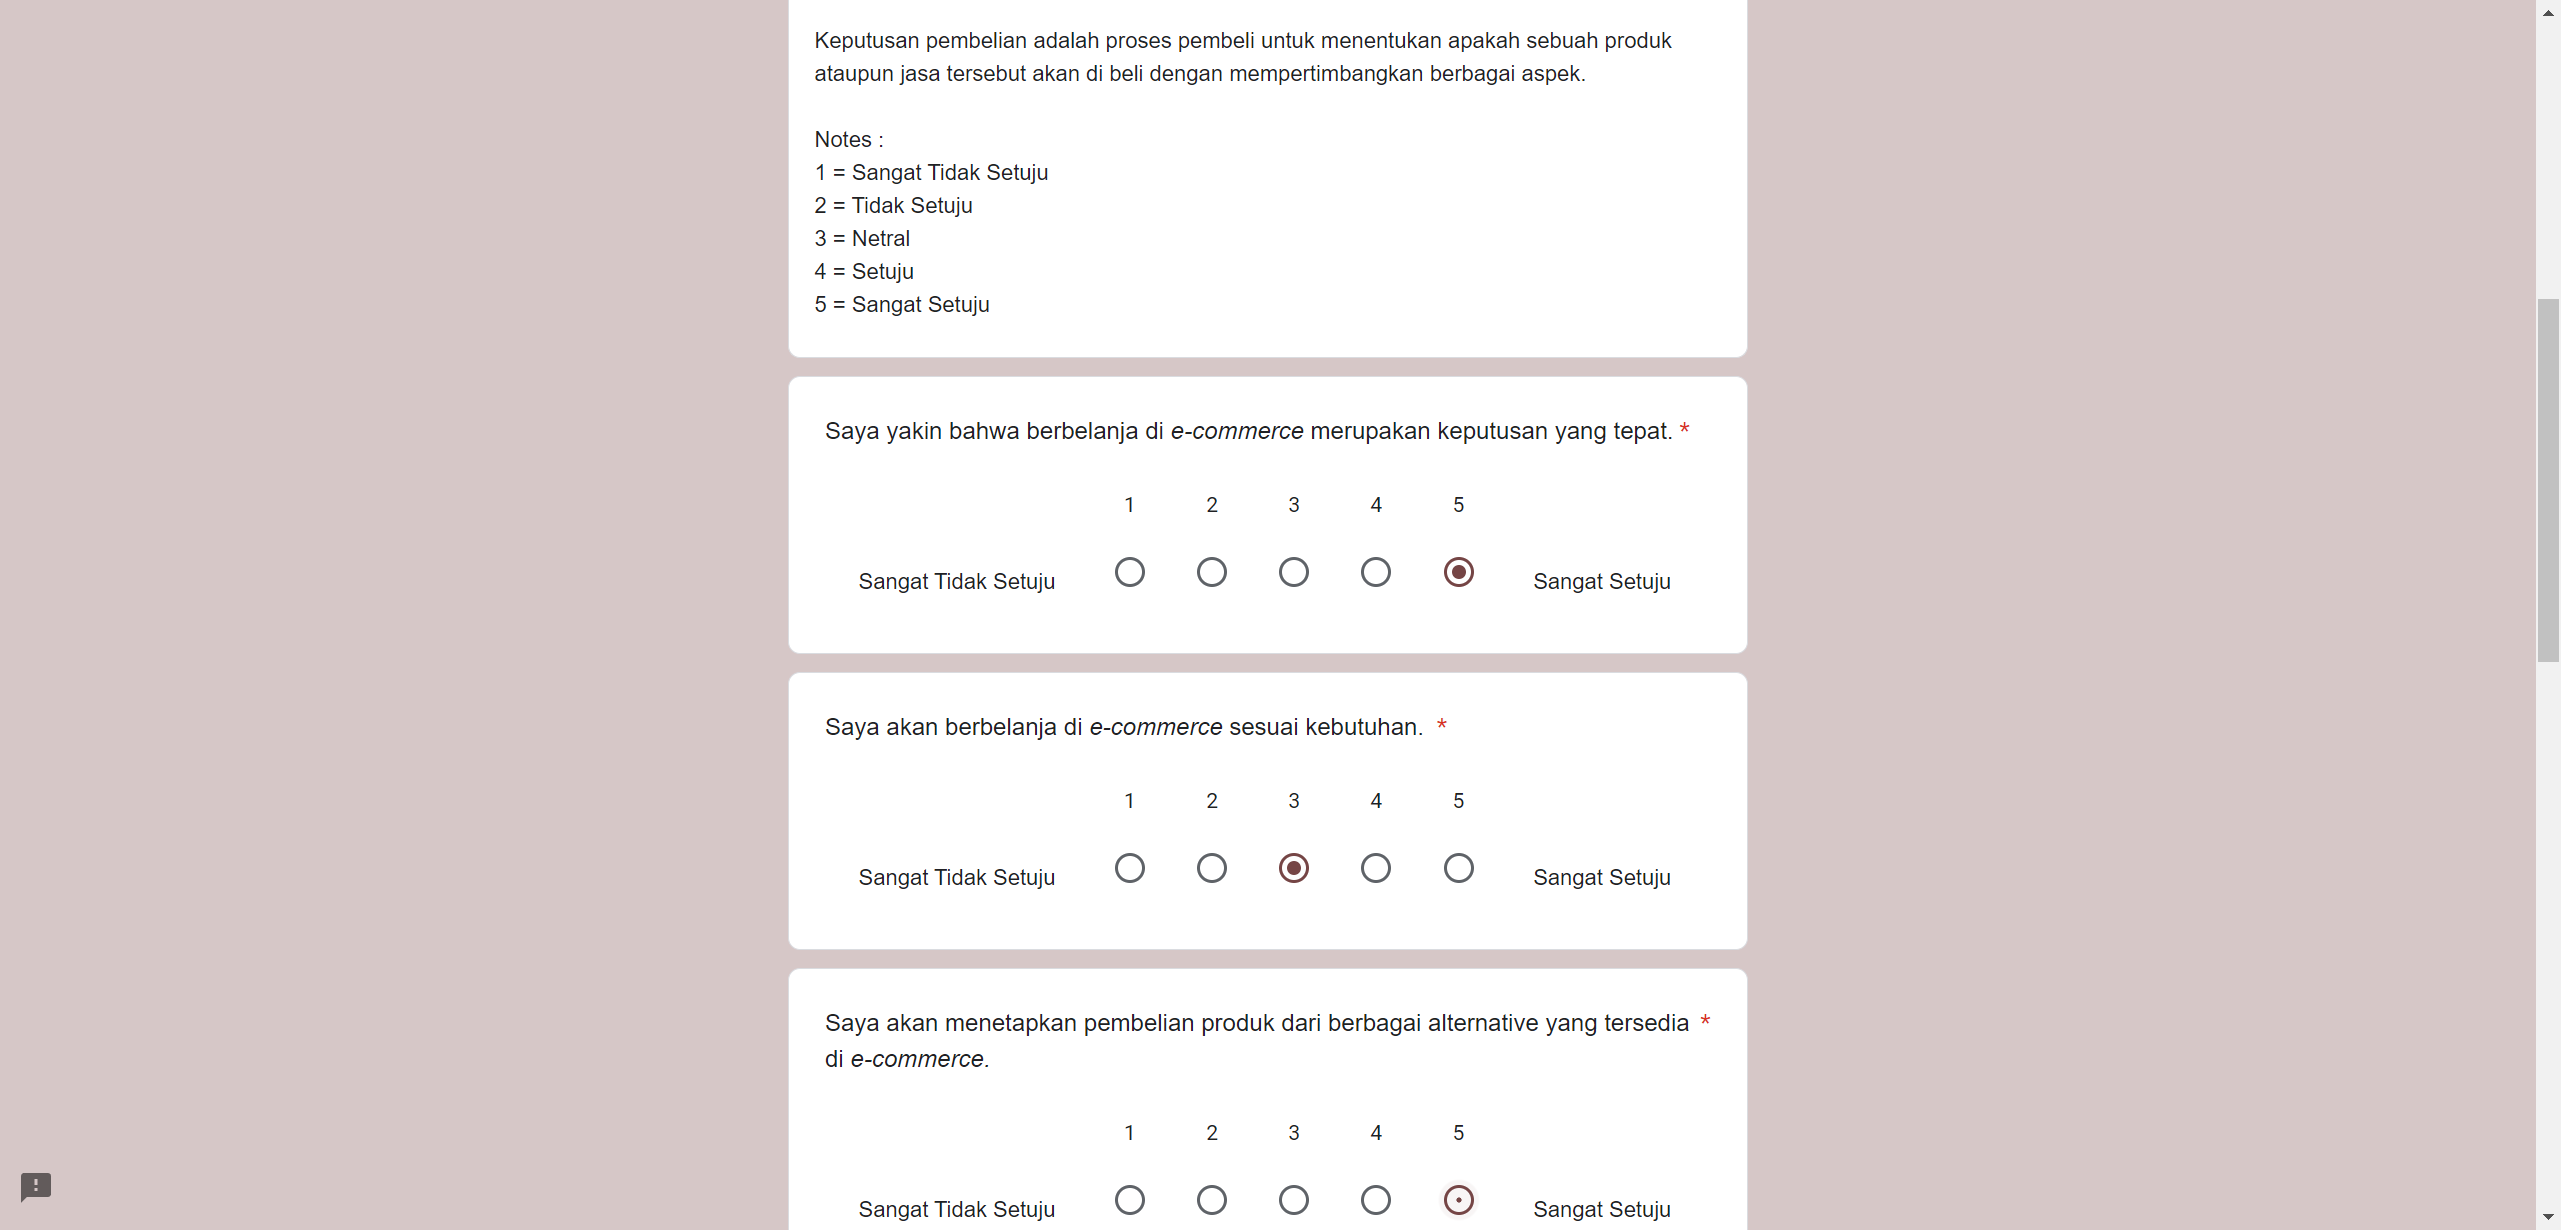 Keputusan pembelian adalah proses pembeli untuk menentukan apakah sebuah produk
ataupun jasa tersebut akan di beli dengan mempertimbangkan berbagai aspek.
Notes :
1 = Sangat Tidak Setuju
2 = Tidak Setuju
3 = Netral
4 = Setuju
5 = Sangat Setuju
Saya yakin bahwa berbelanja di e-commerce merupakan keputusan yang tepat. *
1 2 3 4 5
Sangat Tidak Setuju Sangat Setuju
Saya akan berbelanja di e-commerce sesuai kebutuhan. *
1 2 3 4 5
Sangat Tidak Setuju Sangat Setuju
Saya akan menetapkan pembelian produk dari berbagai alternative yang tersedia *
di e-commerce.
1 2 3 4 5
Sangat Tidak Setuju Sangat Setuju